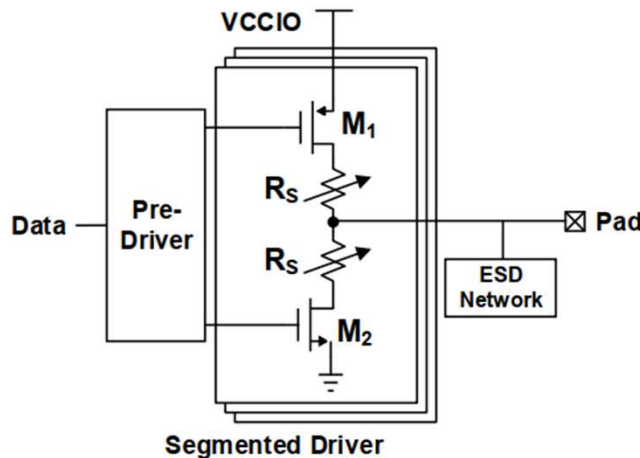 VCCIO
M1
RS
Data
Pre-
Driver
Pad
RS
ESD
Network
M2
Segmented Driver